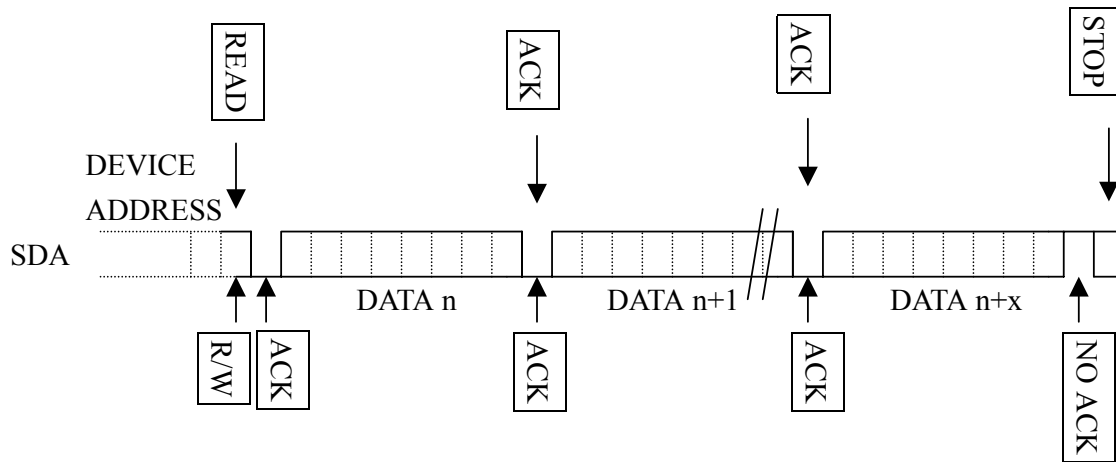 READ
ACK
ACK
STOP
DEVICE
ADDRESS
SDA
DATA n
DATA n+1
DATA n+x
R/W
ACK
ACK
ACK
NO ACK